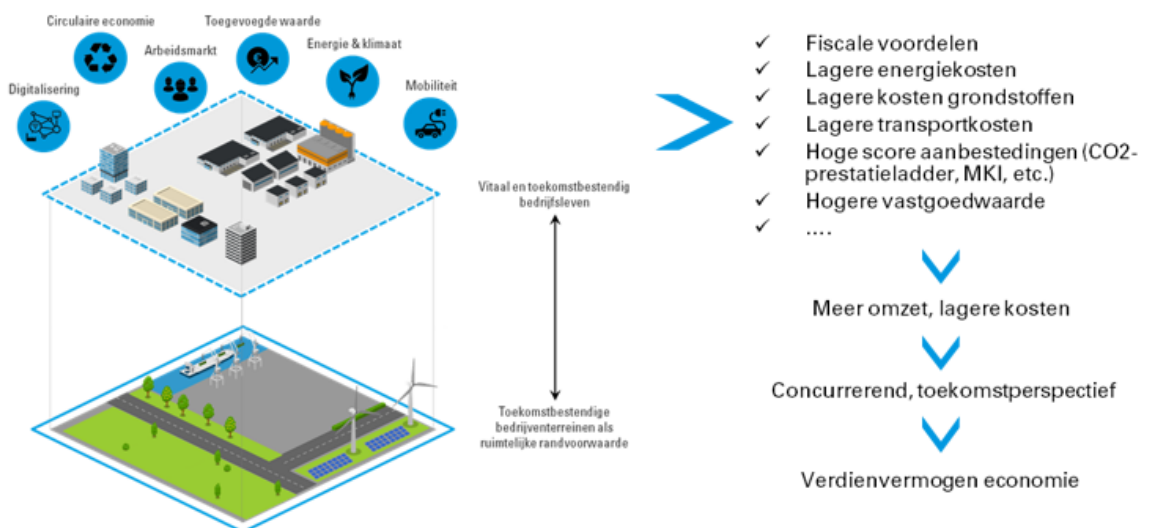 Circulaire economie
Toegevoegde waarde
Arbeidsmarkt
Energie & klimaat
Digitalisering
Mobiliteit
Vitaal en toekomstbestendig
bedrijfsleven
Toekomstbestendige
bedrijventerreinen als
ruimtelijke randvoorwaarde
✓ Fiscale voordelen
✓ Lagere energiekosten
✓ Lagere kosten grondstoffen
✓ Lagere transportkosten
✓ Hoge score aanbestedingen (CO2-
prestatieladder, MKI, etc.)
✓ Hogere vastgoedwaarde
✓ ....
Meer omzet, lagere kosten
Concurrerend, toekomstperspectief
Verdienvermogen economie